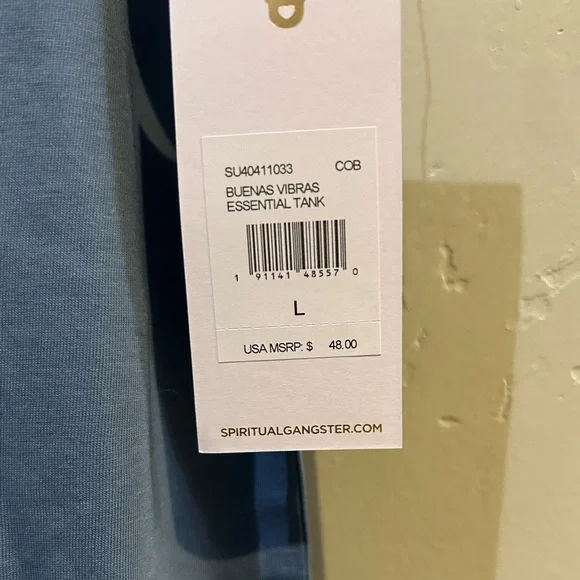 SU40411033 COB
BUENAS VIBRAS
ESSENTIAL TANK
1 91141 48557 0
L
USA MSRP: $ 48.00
SPIRITUALGANGSTER.COM